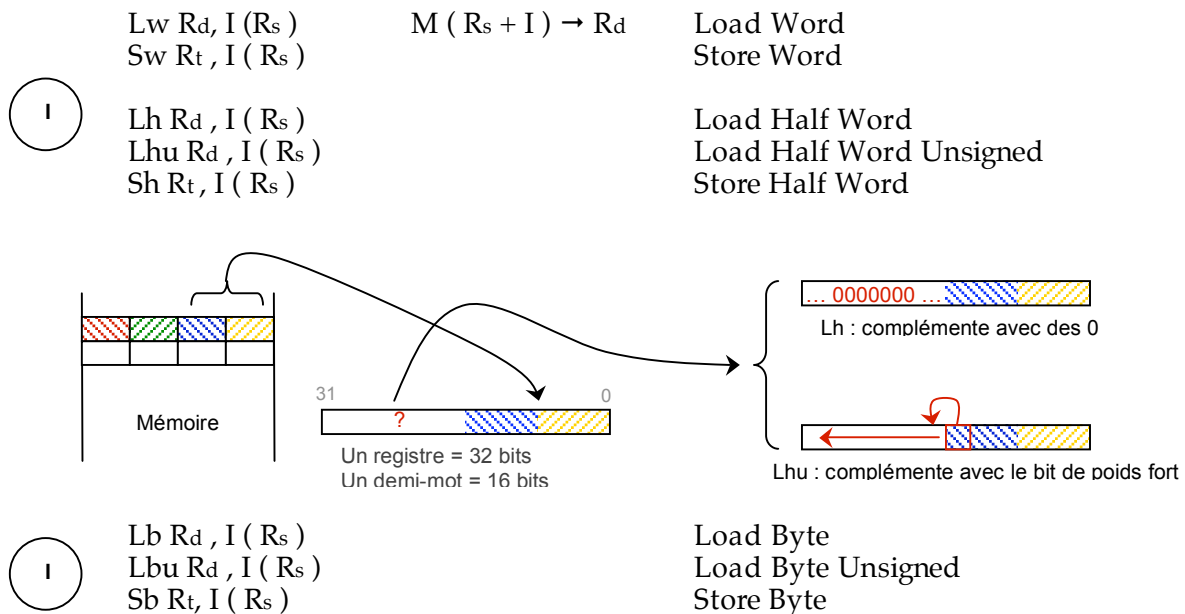 Lw Rd, I (Rs ) M ( Rs + I ) → Rd Load Word
Sw Rt , I ( Rs ) Store Word
I
Lh Rd , I ( Rs ) Load Half Word
Lhu Rd , I ( Rs ) Load Half Word Unsigned
Sh Rt, I ( Rs ) Store Half Word
... 0000000 ...
Lh : complémente avec des 0
31 0
Mémoire
?
Un registre = 32 bits
Un demi-mot = 16 bits
Lhu : complémente avec le bit de poids fort
Lb Rd , I ( Rs ) Load Byte
I
Lbu Rd , I ( Rs ) Load Byte Unsigned
Sb Rt, I ( Rs ) Store Byte